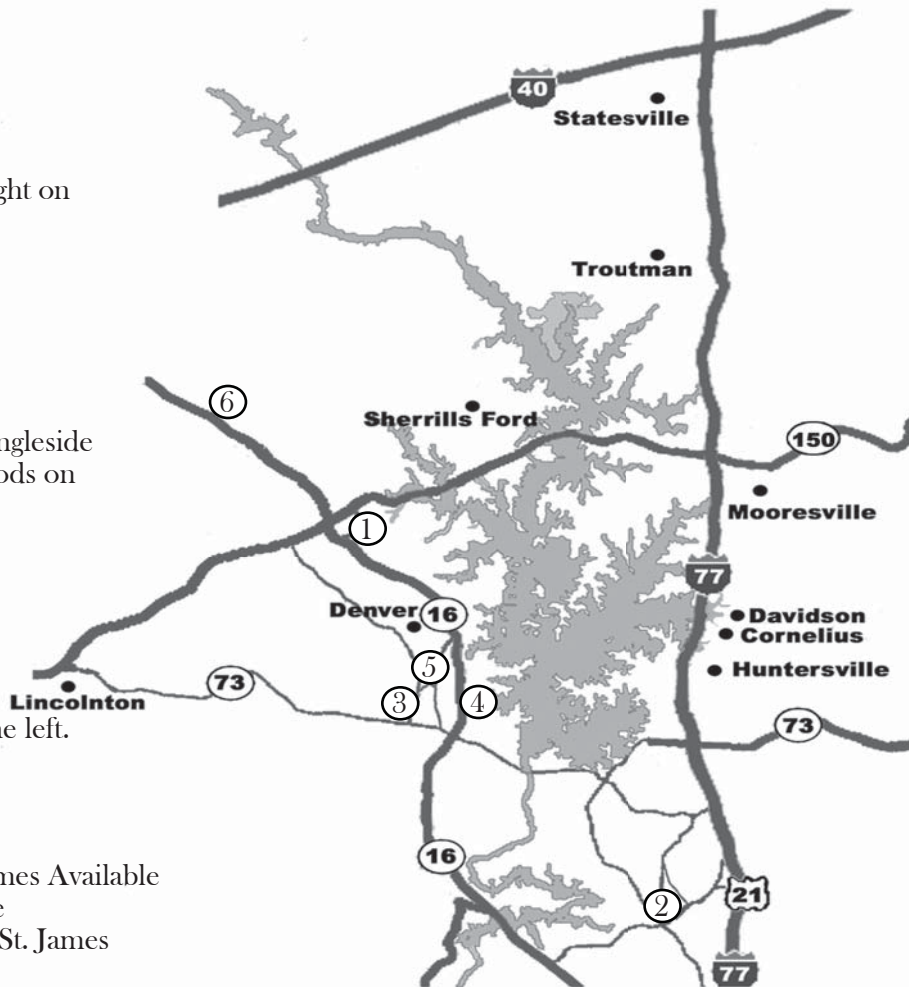 40
Statesville
ght on
Troutman
6
Sherrills Ford
ngleside
150
ods on
Mooresville
1
77
Denver
16
Davidson
Cornelius
5
Huntersville
73
3
4
Lincolnton
73
he left.
16
mes Available
21
e
2
St. James
77